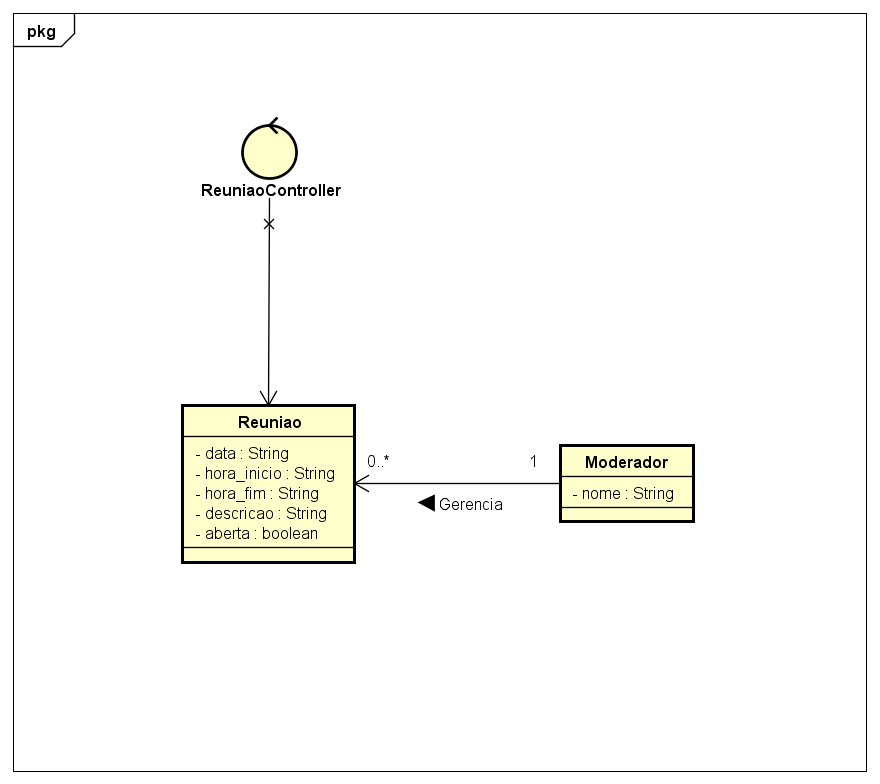 pkg
ReuniaoController
Reuniao
- data : String
- hora_inicio : String
- hora_fim : String
- descricao : String
- aberta : boolean
0..*
1
Gerencia
Moderador
- nome : String